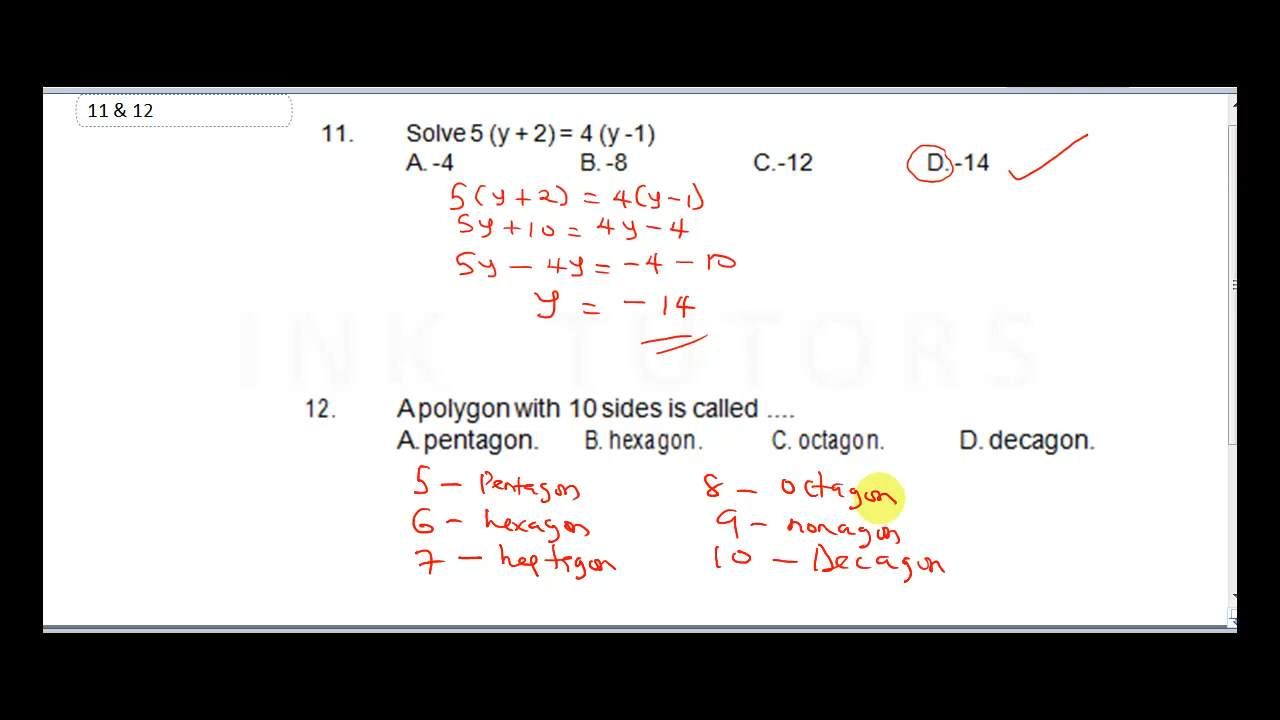 11 & 12
11. Solve 5 (y + 2) = 4 (y -1)
A. -4 B. -8 C.-12 D.-14
5(y+2) = 4(y-1)
5y+10 = 4y-4
5y - 4y = -4 - 10
y = -14
INK TUTORS
12. A polygon with 10 sides is called ....
A. pentagon. B. hexagon. C. octagon. D. decagon.
5 - Pentagon 8 - octagon
6 - hexagon 9 - nonagon
7 - heptagon 10 - Decagon